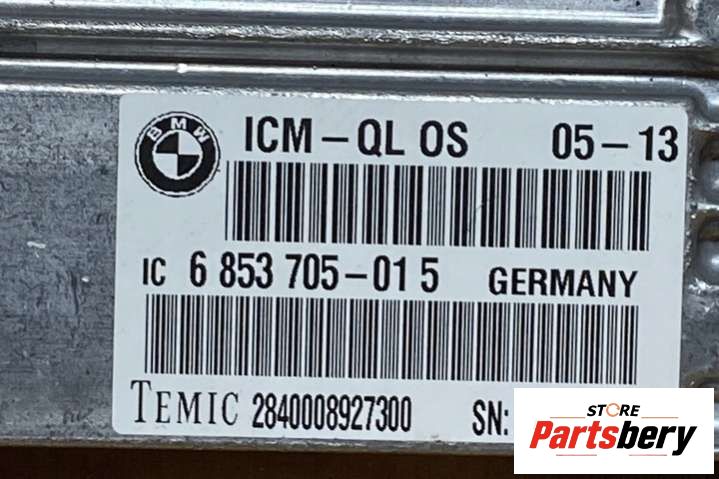 BMW
ICM-QL OS 05-13
IC 6 853 705-01 5 GERMANY
TEMIC 2840008927300 SN:
STORE
Partsbery